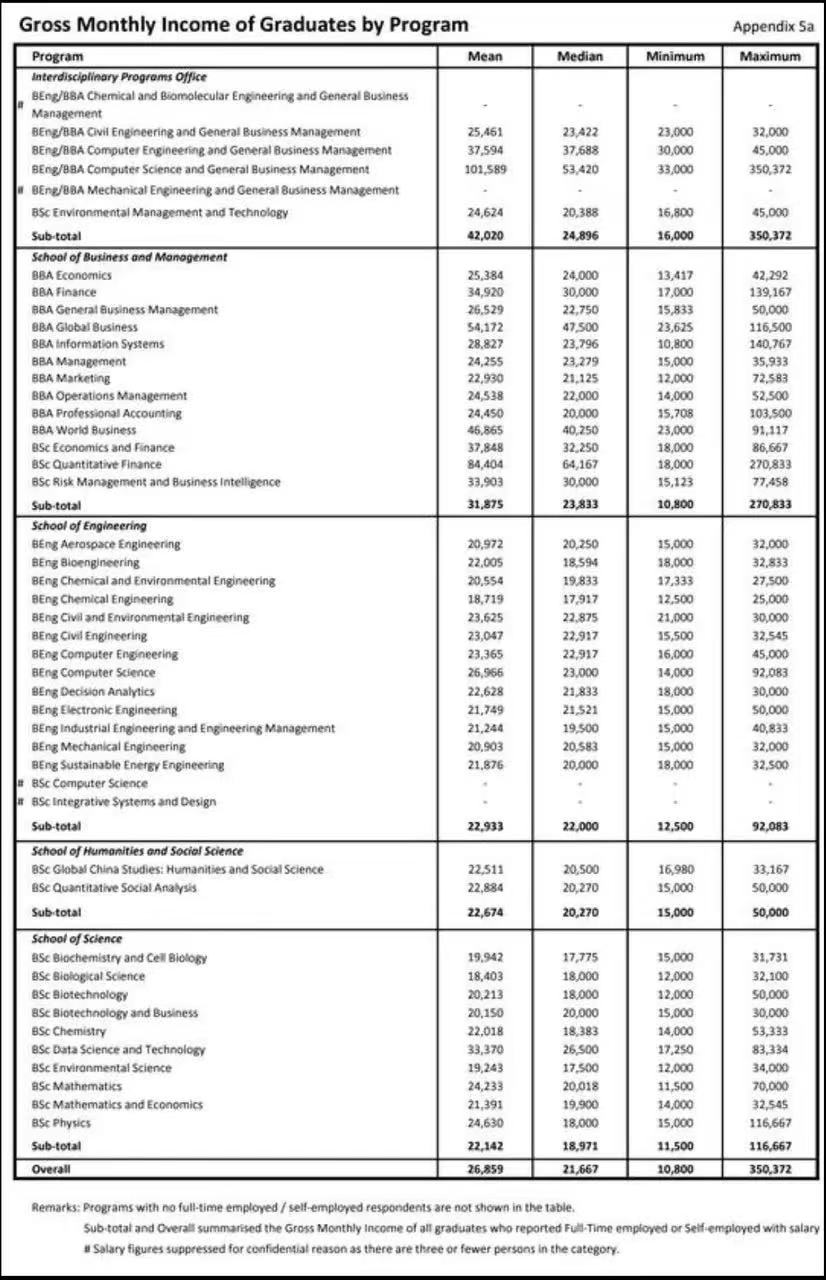 Gross Monthly Income of Graduates by Program Appendix 5a
Program Mean Median Minimum Maximum
Interdisciplinary Programs Office
# BEng/BBA Chemical and Biomolecular Engineering and General Business
Management - - - -
BEng/BBA Civil Engineering and General Business Management 25,461 23,422 23,000 32,000
BEng/BBA Computer Engineering and General Business Management 37,594 37,688 30,000 45,000
BEng/BBA Computer Science and General Business Management 101,589 53,420 33,000 350,372
# BEng/BBA Mechanical Engineering and General Business Management - - - -
BSc Environmental Management and Technology 24,624 20,388 16,800 45,000
Sub-total 42,020 24,896 16,000 350,372
School of Business and Management
BBA Economics 25,384 24,000 13,417 42,292
BBA Finance 34,920 30,000 17,000 139,167
BBA General Business Management 26,529 22,750 15,833 50,000
BBA Global Business 54,172 47,500 23,625 116,500
BBA Information Systems 28,827 23,796 10,800 140,767
BBA Management 24,255 23,279 15,000 35,933
BBA Marketing 22,930 21,125 12,000 72,583
BBA Operations Management 24,538 22,000 14,000 52,500
BBA Professional Accounting 24,450 20,000 15,708 103,500
BBA World Business 46,865 40,250 23,000 91,117
BSc Economics and Finance 37,848 32,250 18,000 86,667
BSc Quantitative Finance 84,404 64,167 18,000 270,833
BSc Risk Management and Business Intelligence 33,903 30,000 15,123 77,458
Sub-total 31,875 23,833 10,800 270,833
School of Engineering
BEng Aerospace Engineering 20,972 20,250 15,000 32,000
BEng Bioengineering 22,005 18,594 18,000 32,833
BEng Chemical and Environmental Engineering 20,554 19,833 17,333 27,500
BEng Chemical Engineering 18,719 17,917 12,500 25,000
BEng Civil and Environmental Engineering 23,625 22,875 21,000 30,000
BEng Civil Engineering 23,047 22,917 15,500 32,545
BEng Computer Engineering 23,365 22,917 16,000 45,000
BEng Computer Science 26,966 23,000 14,000 92,083
BEng Decision Analytics 22,628 21,833 18,000 30,000
BEng Electronic Engineering 21,749 21,521 15,000 50,000
BEng Industrial Engineering and Engineering Management 21,244 19,500 15,000 40,833
BEng Mechanical Engineering 20,903 20,583 15,000 32,000
BEng Sustainable Energy Engineering 21,876 20,000 18,000 32,500
# BSc Computer Science - - - -
# BSc Integrative Systems and Design - - - -
Sub-total 22,933 22,000 12,500 92,083
School of Humanities and Social Science
BSc Global China Studies: Humanities and Social Science 22,511 20,500 16,980 33,167
BSc Quantitative Social Analysis 22,884 20,270 15,000 50,000
Sub-total 22,674 20,270 15,000 50,000
School of Science
BSc Biochemistry and Cell Biology 19,942 17,775 15,000 31,731
BSc Biological Science 18,403 18,000 12,000 32,100
BSc Biotechnology 20,213 18,000 12,000 50,000
BSc Biotechnology and Business 20,150 20,000 15,000 30,000
BSc Chemistry 22,018 18,383 14,000 53,333
BSc Data Science and Technology 33,370 26,500 17,250 83,334
BSc Environmental Science 19,243 17,500 12,000 34,000
BSc Mathematics 24,233 20,018 11,500 70,000
BSc Mathematics and Economics 21,391 19,900 14,000 32,545
BSc Physics 24,630 18,000 15,000 116,667
Sub-total 22,142 18,971 11,500 116,667
Overall 26,859 21,667 10,800 350,372
Remarks: Programs with no full-time employed / self-employed respondents are not shown in the table.
Sub-total and Overall summarised the Gross Monthly Income of all graduates who reported Full-Time employed or Self-employed with salary
# Salary figures suppressed for confidential reason as there are three or fewer persons in the category.